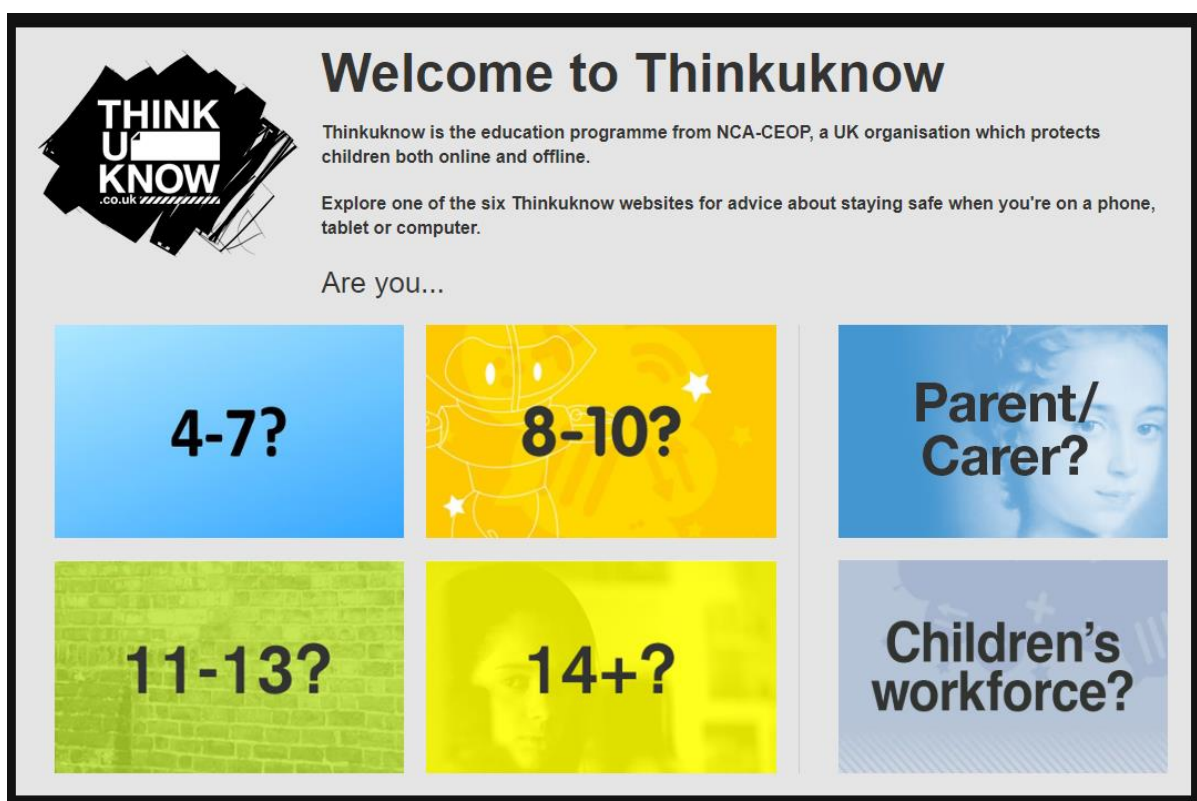 THINK
U
KNOW
.co.uk
Welcome to Thinkuknow
Thinkuknow is the education programme from NCA-CEOP, a UK organisation which protects
children both online and offline.
Explore one of the six Thinkuknow websites for advice about staying safe when you're on a phone,
tablet or computer.
Are you...
4-7?
8-10?
Parent/
Carer?
11-13?
14+?
Children's
workforce?